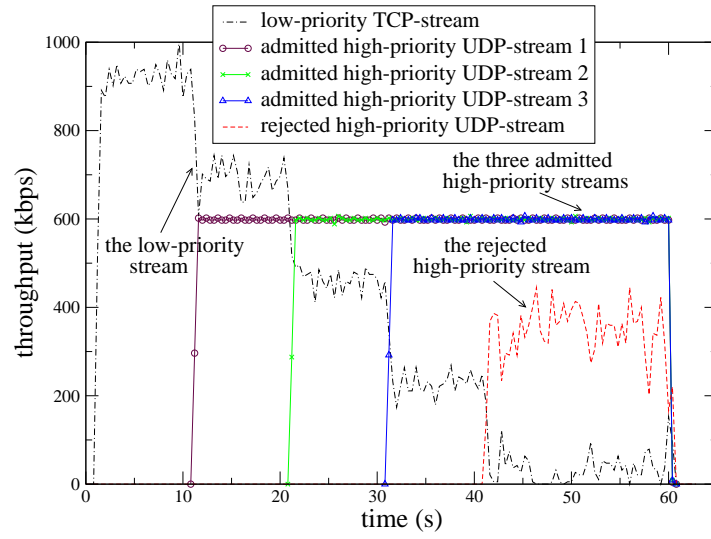 low-priority TCP-stream
admitted high-priority UDP-stream 1
admitted high-priority UDP-stream 2
admitted high-priority UDP-stream 3
rejected high-priority UDP-stream
1000
800
600
400
200
0
throughput (kbps)
the low-priority
stream
the three admitted
high-priority streams
the rejected
high-priority stream
0
10
20
30
40
50
60
time (s)